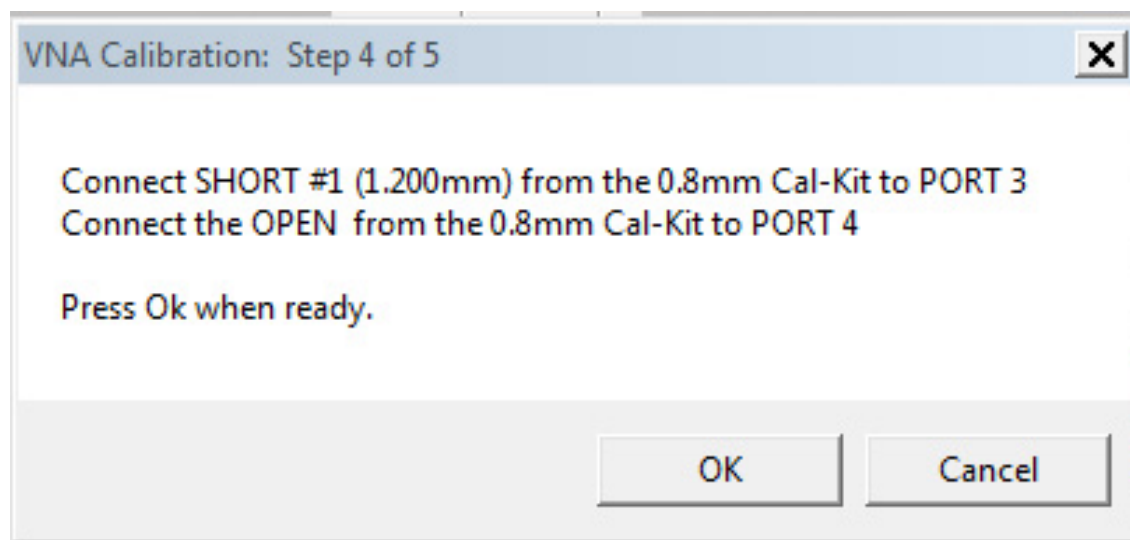 VNA Calibration: Step 4 of 5
Connect SHORT #1 (1.200mm) from the 0.8mm Cal-Kit to PORT 3
Connect the OPEN from the 0.8mm Cal-Kit to PORT 4
Press Ok when ready.
OK Cancel